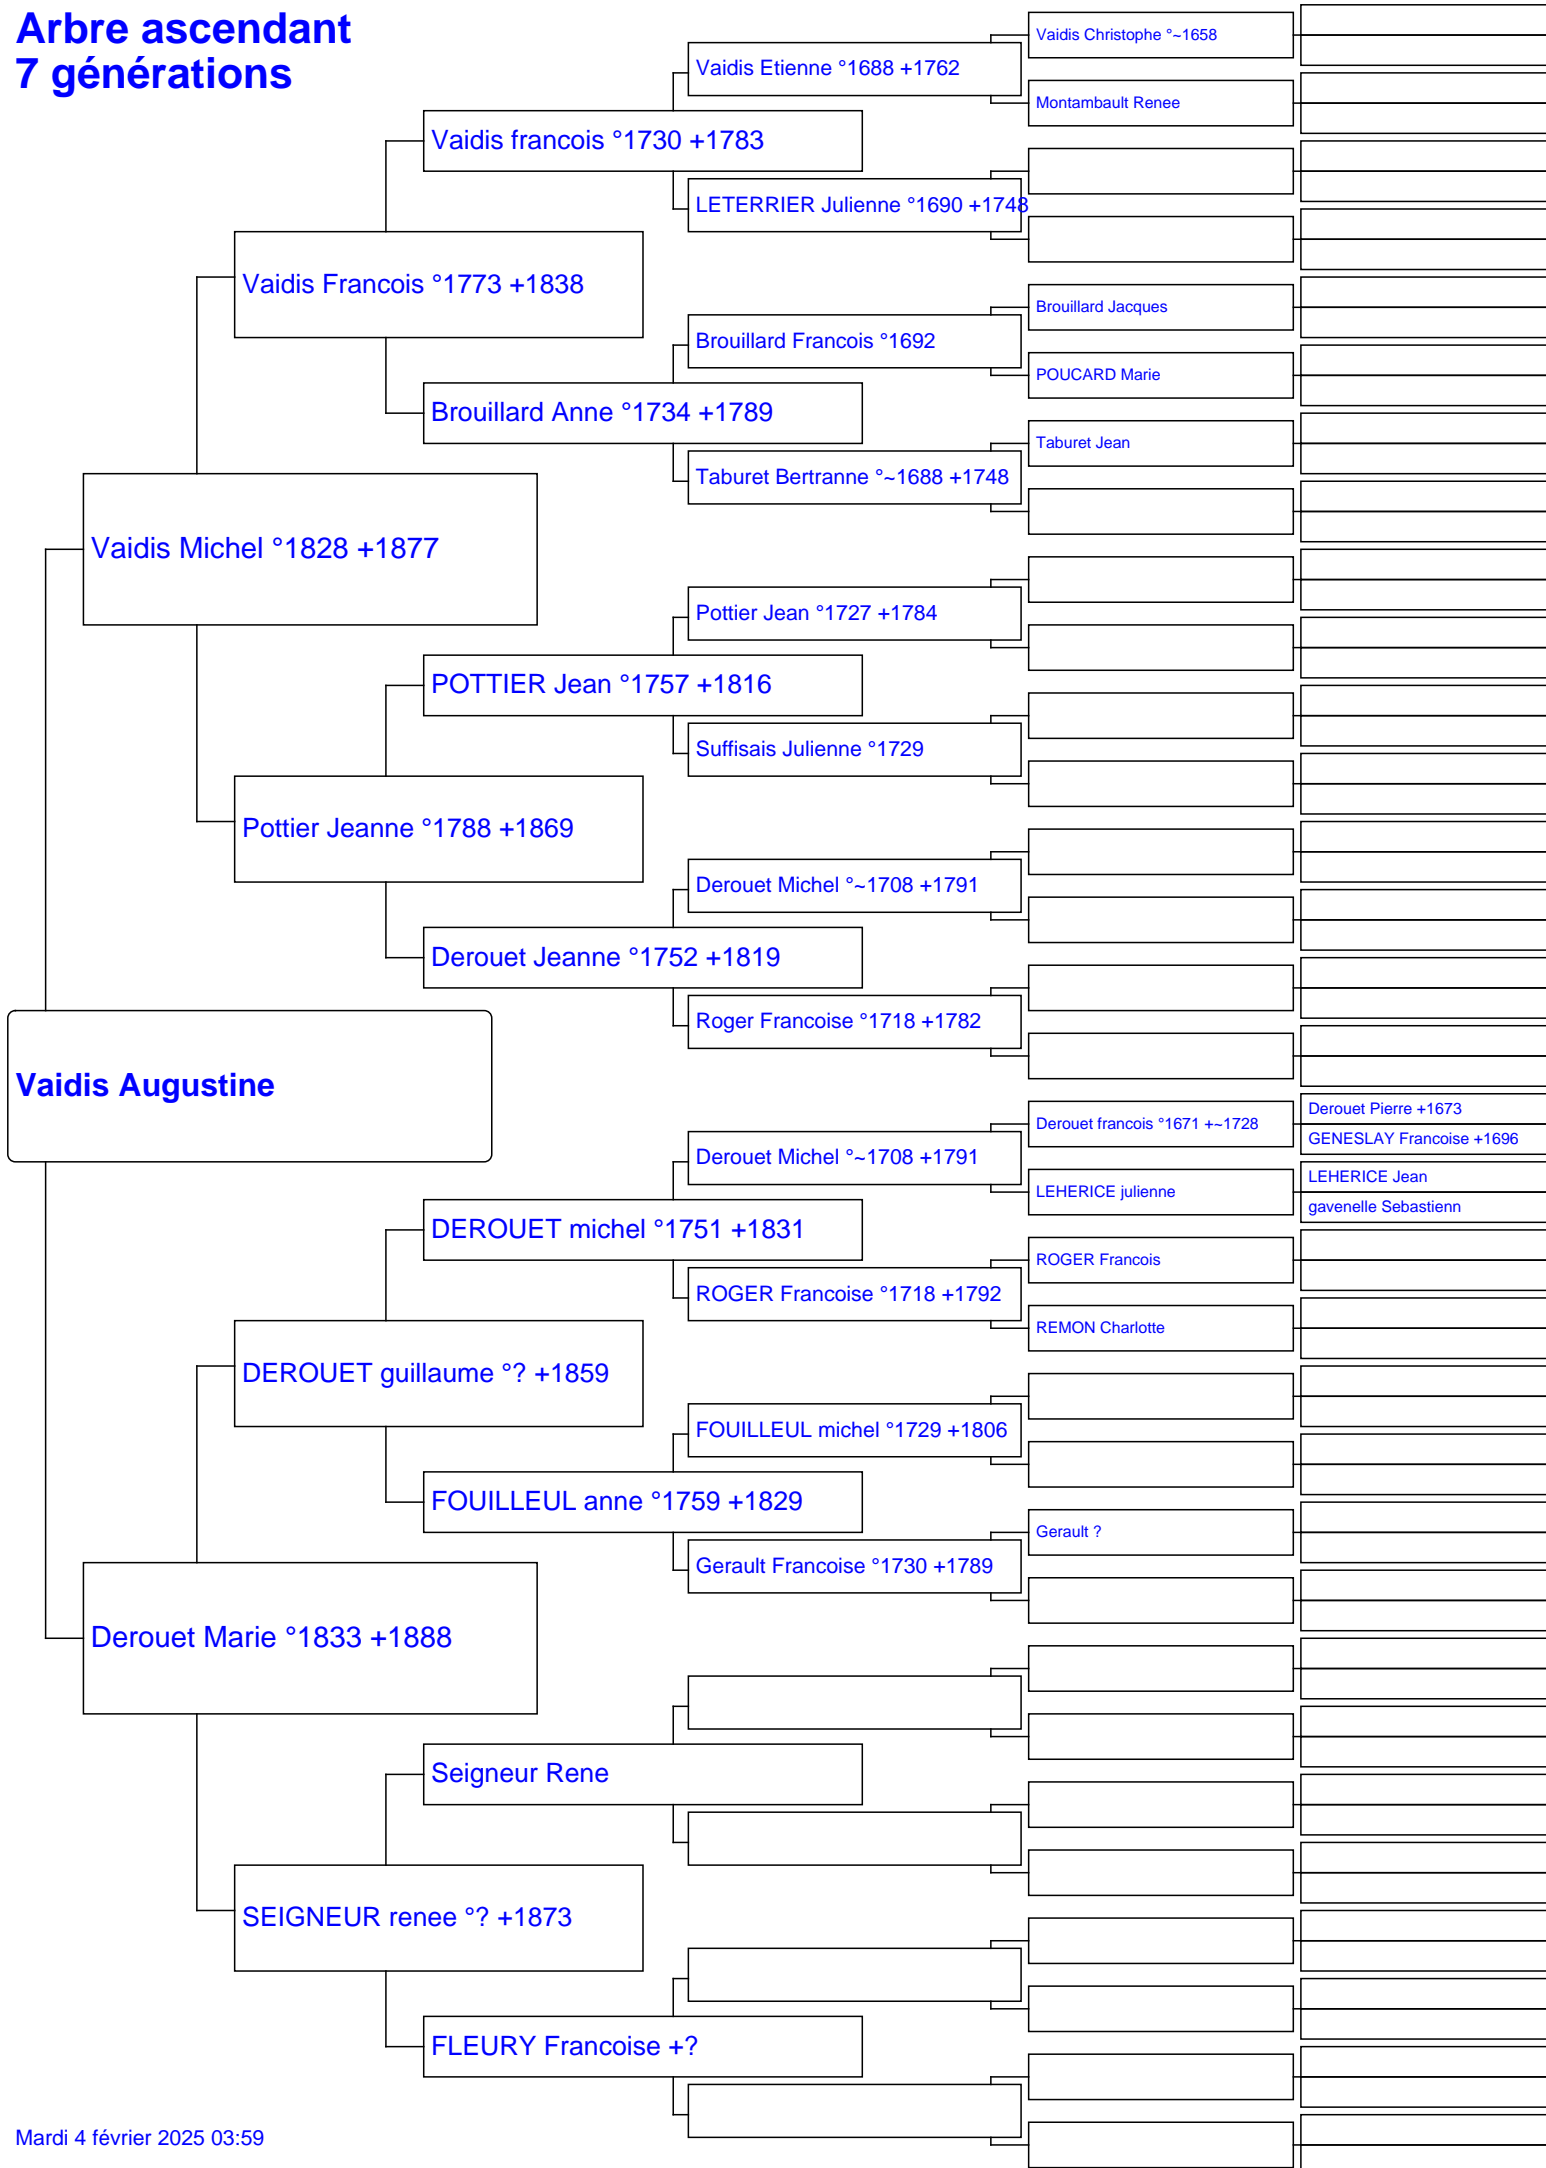 Arbre ascendant
7 générations
Vaidis Christophe °~1658
Vaidis Etienne °1688 +1762
Montambault Renee
Vaidis francois °1730 +1783
LETERRIER Julienne °1690 +1748
Vaidis Francois °1773 +1838
Brouillard Jacques
Brouillard Francois °1692
POUCARD Marie
Brouillard Anne °1734 +1789
Taburet Jean
Taburet Bertranne °~1688 +1748
Vaidis Michel °1828 +1877
Pottier Jean °1727 +1784
POTTIER Jean °1757 +1816
Suffisais Julienne °1729
Pottier Jeanne °1788 +1869
Derouet Michel °~1708 +1791
Derouet Jeanne °1752 +1819
Roger Francoise °1718 +1782
Vaidis Augustine
Derouet Pierre +1673
Derouet francois °1671 +~1728
GENESLAY Francoise +1696
Derouet Michel °~1708 +1791
LEHERICE Jean
LEHERICE julienne
gavenelle Sebastienn
DEROUET michel °1751 +1831
ROGER Francois
ROGER Francoise °1718 +1792
REMON Charlotte
DEROUET guillaume °? +1859
FOUILLEUL michel °1729 +1806
FOUILLEUL anne °1759 +1829
Gerault ?
Gerault Francoise °1730 +1789
Derouet Marie °1833 +1888
Seigneur Rene
SEIGNEUR renee °? +1873
FLEURY Francoise +?
Mardi 4 février 2025 03:59